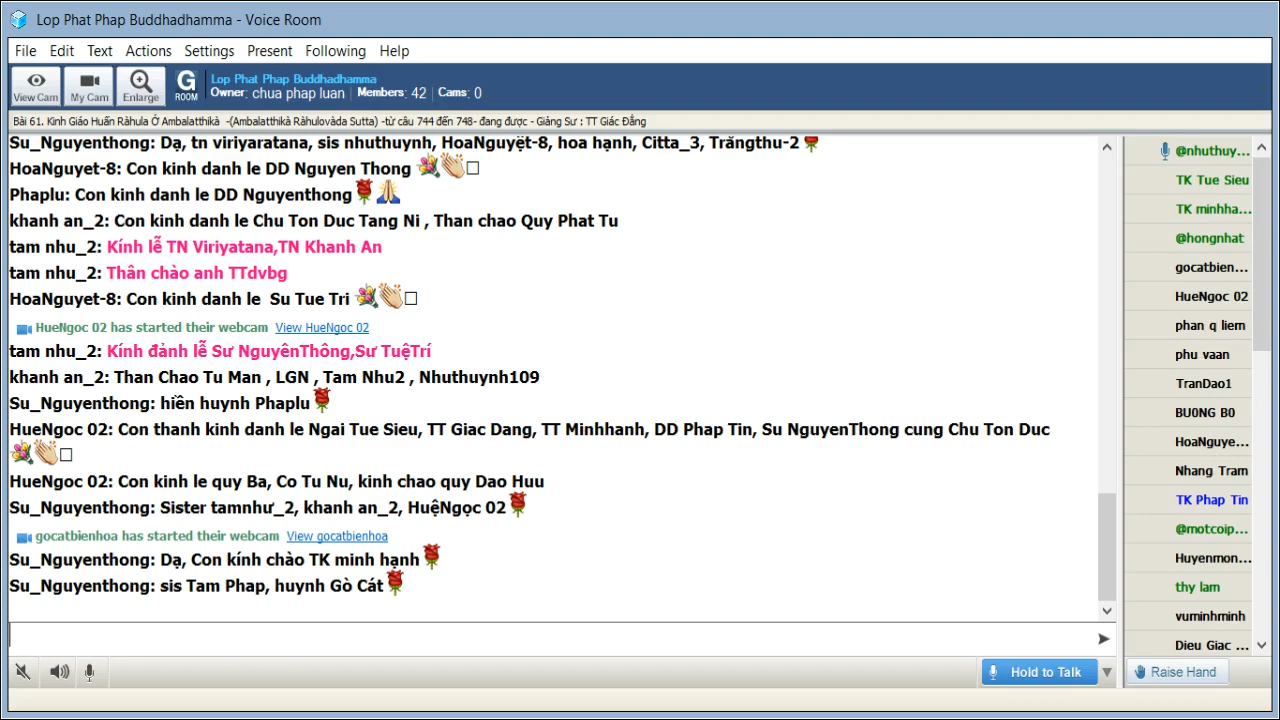 Lop Phat Phap Buddhadhamma - Voice Room
File Edit Text Actions Settings Present Following Help
View Cam My Cam Enlarge G ROOM
Lop Phat Phap Buddhadhamma
Owner: chua phap luan Members: 42 Cams: 0
Bài 61. Kinh Giáo Huấn Ràhula Ở Ambalatthikà -(Ambalatthikà Ràhulovàda Sutta) -từ câu 744 đến 748- đang được - Giảng Sư : TT Giác Đẳng
Su_Nguyenthong: Dạ, tn viriyaratana, sis nhuthuynh, HoaNguyệt-8, hoa hạnh, Citta_3, Trăngthu-2
HoaNguyet-8: Con kinh danh le DD Nguyen Thong
Phaplu: Con kinh danh le DD Nguyenthong
khanh an_2: Con kinh danh le Chu Ton Duc Tang Ni , Than chao Quy Phat Tu
tam nhu_2: Kính lễ TN Viriyatana,TN Khanh An
tam nhu_2: Thân chào anh TTdvbg
HoaNguyet-8: Con kinh danh le Su Tue Tri
HueNgoc 02 has started their webcam View HueNgoc 02
tam nhu_2: Kính đảnh lễ Sư NguyênThông,Sư TuệTrí
khanh an_2: Than Chao Tu Man , LGN , Tam Nhu2 , Nhuthuynh109
Su_Nguyenthong: hiền huynh Phaplu
HueNgoc 02: Con thanh kinh danh le Ngai Tue Sieu, TT Giac Dang, TT Minhhanh, DD Phap Tin, Su NguyenThong cung Chu Ton Duc
HueNgoc 02: Con kinh le quy Ba, Co Tu Nu, kinh chao quy Dao Huu
Su_Nguyenthong: Sister tamnhư_2, khanh an_2, HuệNgọc 02
gocatbienhoa has started their webcam View gocatbienhoa
Su_Nguyenthong: Dạ, Con kính chào TK minh hạnh
Su_Nguyenthong: sis Tam Phap, huynh Gò Cát
@nhuthuy...
TK Tue Sieu
TK minhha...
@hongnhat
gocatbien...
HueNgoc 02
phan q liem
phu vaan
TranDao1
BU0NG B0
HoaNguye...
Nhang Tram
TK Phap Tin
@motcoip...
Huyenmon...
thy lam
vuminhminh
Dieu Giac ...
Hold to Talk
Raise Hand